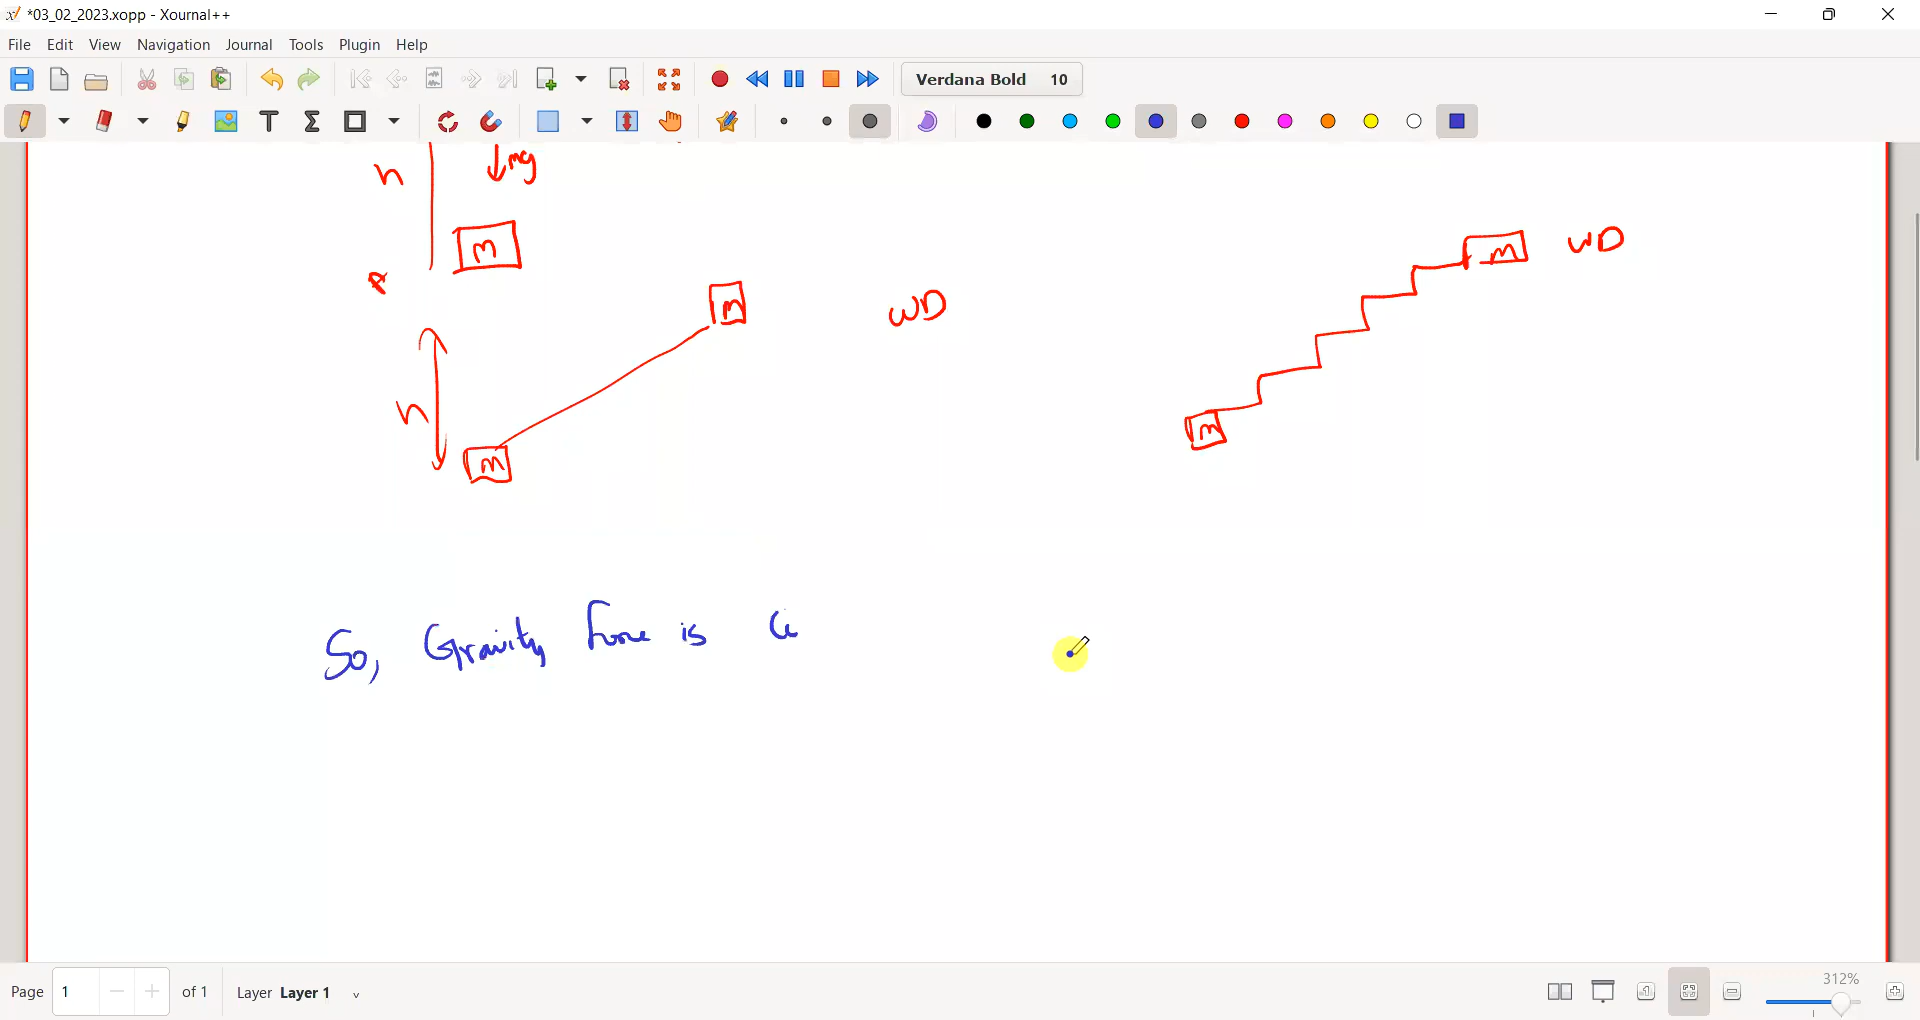 *03_02_2023.xopp - Xournal++
File Edit View Navigation Journal Tools Plugin Help
Verdana Bold 10
h
mg
m
m
WD
m
WD
h
m
m
So, Gravity force is a
Page 1 of 1 Layer Layer 1
312%